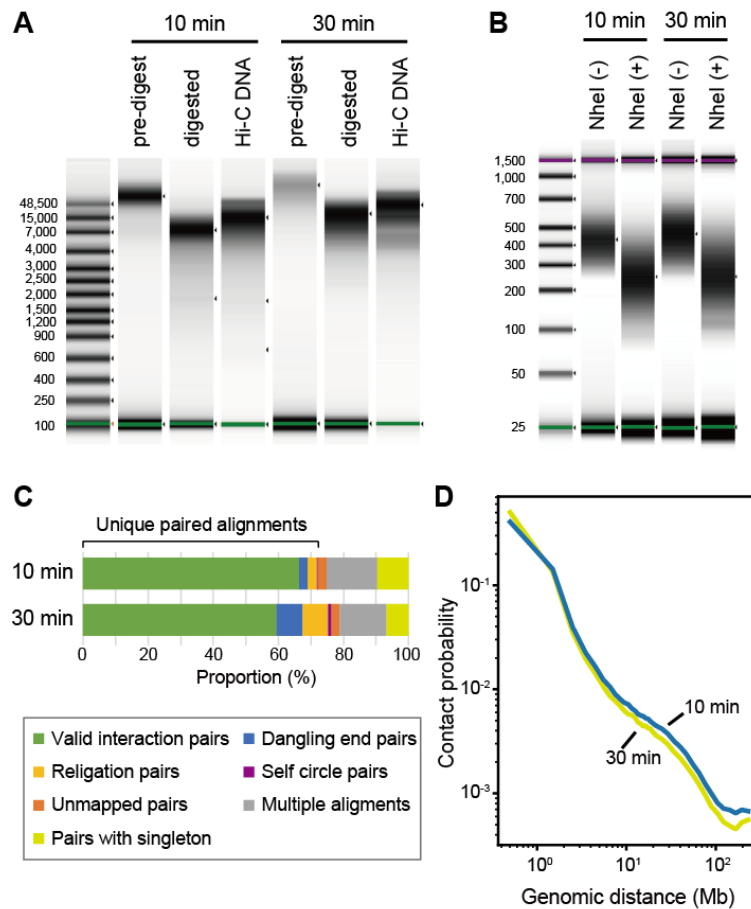 A
10 min
30 min
pre-digest
digested
Hi-C DNA
pre-digest
digested
Hi-C DNA
48,500
15,000
7,000
4,000
3,000
2,500
2,000
1,500
1,200
900
600
400
250
100
B
10 min
30 min
NheI (-)
NheI (+)
NheI (-)
NheI (+)
1,500
1,000
700
500
400
300
200
100
50
25
C
Unique paired alignments
10 min
30 min
0 20 40 60 80 100
Proportion (%)
Valid interaction pairs
Dangling end pairs
Religation pairs
Self circle pairs
Unmapped pairs
Multiple aligments
Pairs with singleton
D
Contact probability
10⁻¹
10⁻²
10⁻³
10 min
30 min
10⁰ 10¹ 10²
Genomic distance (Mb)